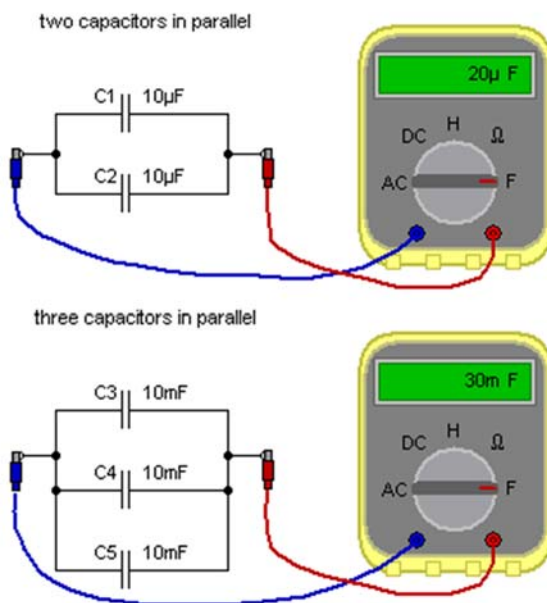 two capacitors in parallel
20µ F
C1 10µF
C2 10µF
DC H Ω
AC F
three capacitors in parallel
30m F
C3 10mF
C4 10mF
C5 10mF
DC H Ω
AC F